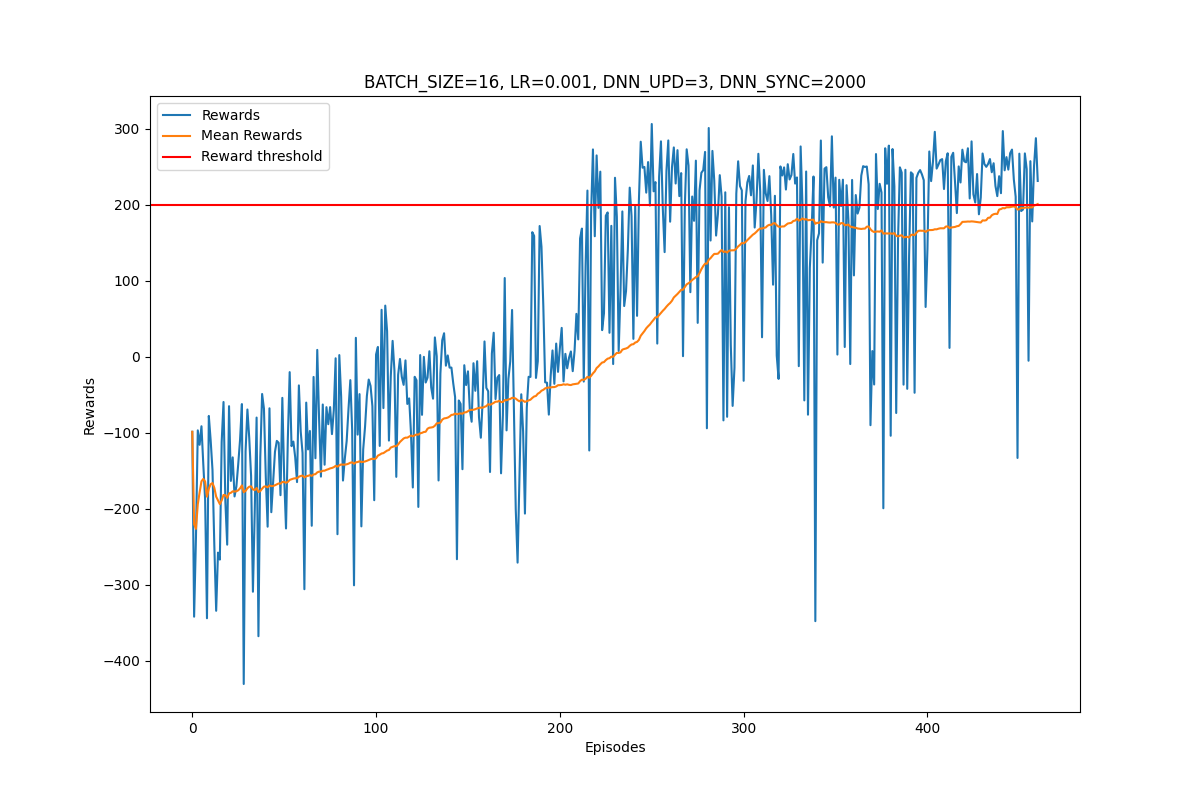 BATCH_SIZE=16, LR=0.001, DNN_UPD=3, DNN_SYNC=2000
Rewards
Mean Rewards
Reward threshold
300
200
100
0
−100
−200
−300
−400
Rewards
0
100
200
300
400
Episodes